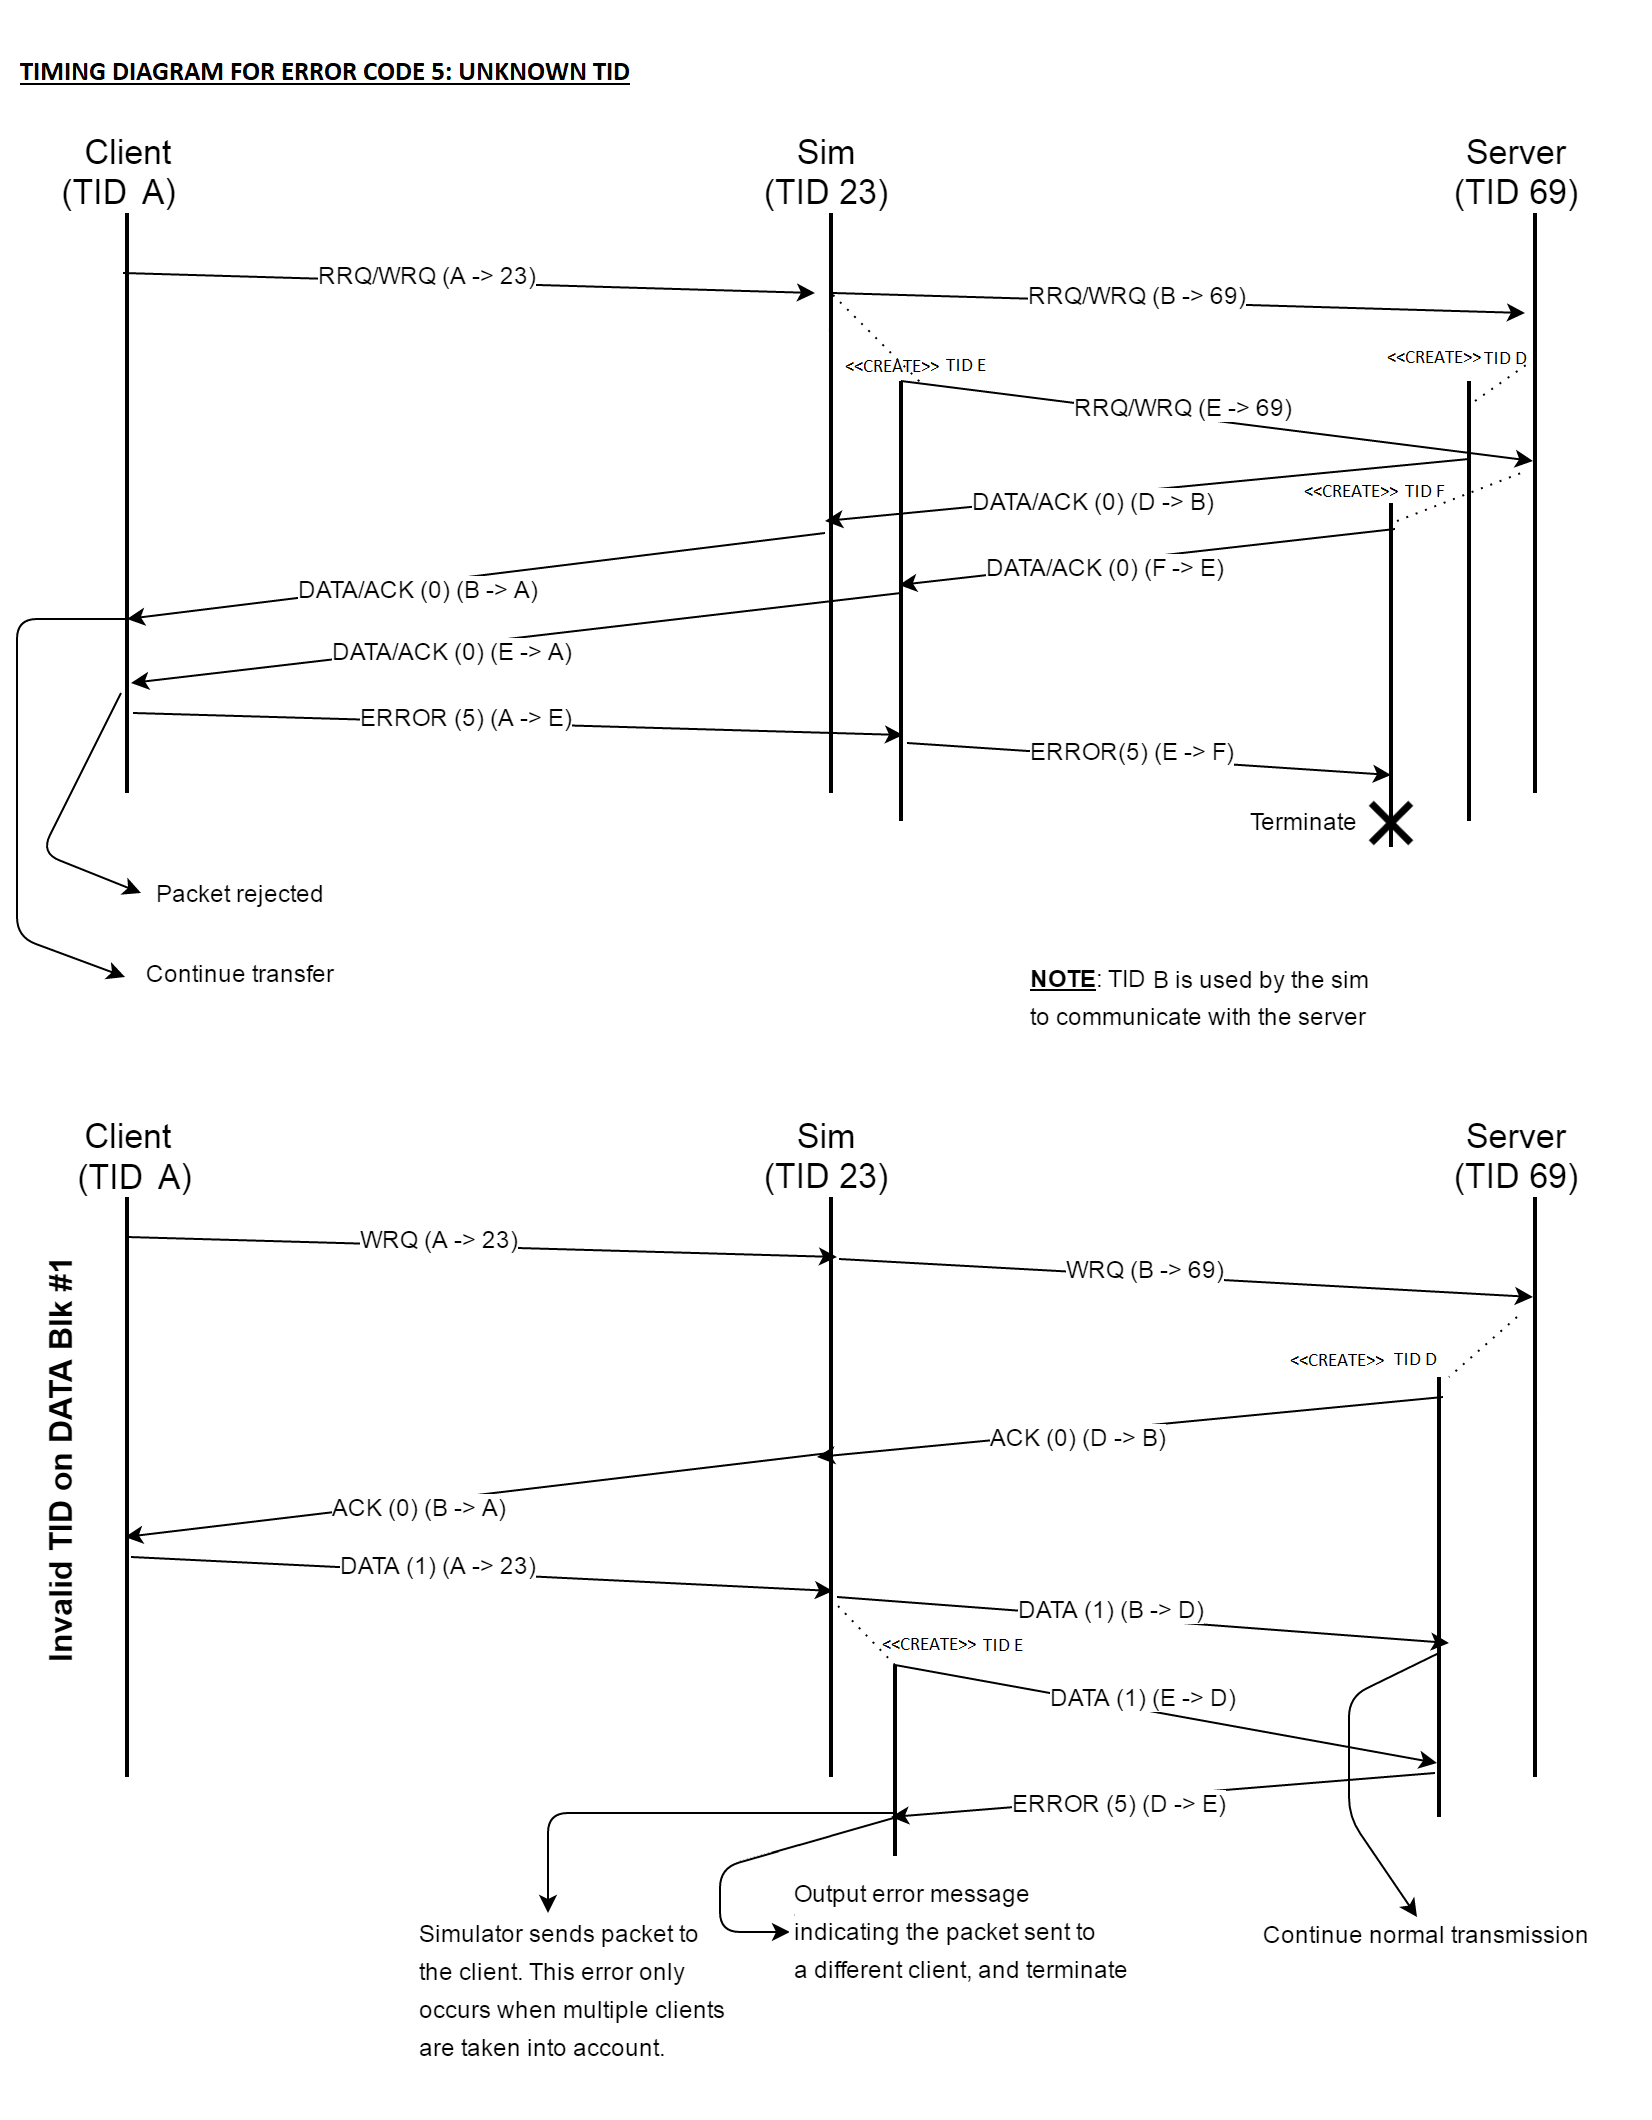 TIMING DIAGRAM FOR ERROR CODE 5: UNKNOWN TID
Client
(TID A)
Sim
(TID 23)
Server
(TID 69)
RRQ/WRQ (A -> 23)
RRQ/WRQ (B -> 69)
<<CREATE>> TID E
<<CREATE>> TID D
RRQ/WRQ (E -> 69)
<<CREATE>> TID F
DATA/ACK (0) (D -> B)
DATA/ACK (0) (F -> E)
DATA/ACK (0) (B -> A)
DATA/ACK (0) (E -> A)
ERROR (5) (A -> E)
ERROR(5) (E -> F)
Terminate
Packet rejected
Continue transfer
NOTE: TID B is used by the sim
to communicate with the server
Client
(TID A)
Sim
(TID 23)
Server
(TID 69)
Invalid TID on DATA Blk #1
WRQ (A -> 23)
WRQ (B -> 69)
<<CREATE>> TID D
ACK (0) (D -> B)
ACK (0) (B -> A)
DATA (1) (A -> 23)
DATA (1) (B -> D)
<<CREATE>> TID E
DATA (1) (E -> D)
ERROR (5) (D -> E)
Simulator sends packet to
the client. This error only
occurs when multiple clients
are taken into account.
Output error message
indicating the packet sent to
a different client, and terminate
Continue normal transmission